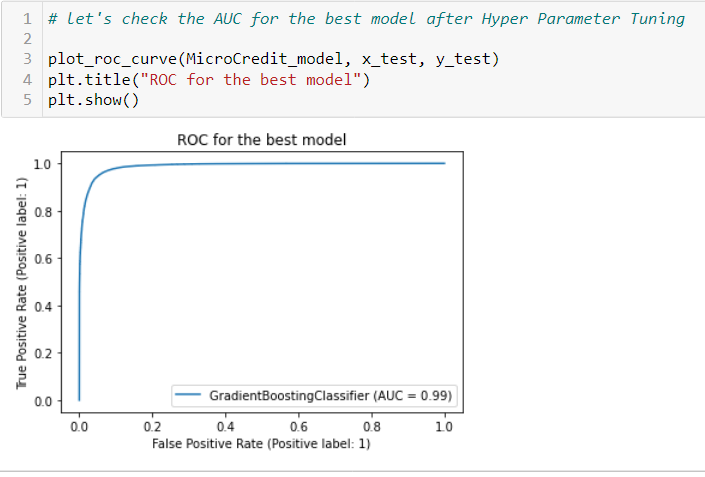 1 # let's check the AUC for the best model after Hyper Parameter Tuning
2
3 plot_roc_curve(MicroCredit_model, x_test, y_test)
4 plt.title("ROC for the best model")
5 plt.show()
ROC for the best model
True Positive Rate (Positive label: 1)
1.0
0.8
0.6
0.4
0.2
0.0
GradientBoostingClassifier (AUC = 0.99)
0.0 0.2 0.4 0.6 0.8 1.0
False Positive Rate (Positive label: 1)